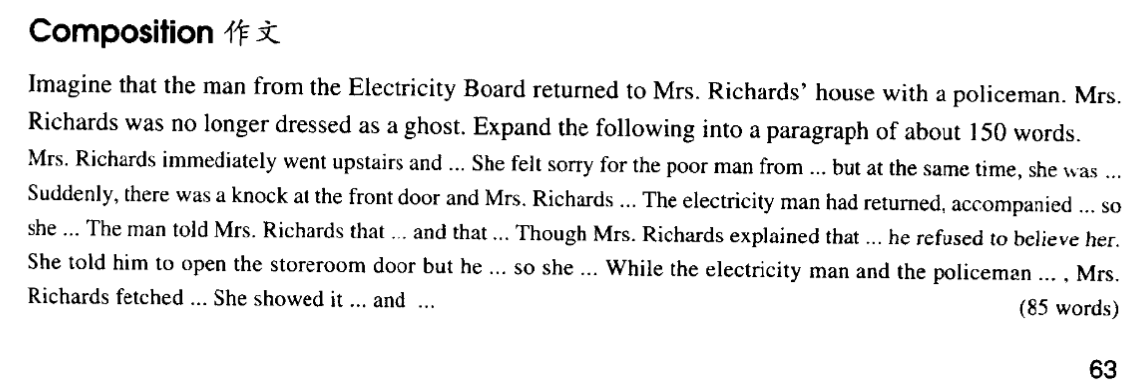 Composition 作文
Imagine that the man from the Electricity Board returned to Mrs. Richards' house with a policeman. Mrs.
Richards was no longer dressed as a ghost. Expand the following into a paragraph of about 150 words.
Mrs. Richards immediately went upstairs and ... She felt sorry for the poor man from ... but at the same time, she was ...
Suddenly, there was a knock at the front door and Mrs. Richards ... The electricity man had returned, accompanied ... so
she ... The man told Mrs. Richards that ... and that ... Though Mrs. Richards explained that ... he refused to believe her.
She told him to open the storeroom door but he ... so she ... While the electricity man and the policeman ... , Mrs.
Richards fetched ... She showed it ... and ...
(85 words)
63